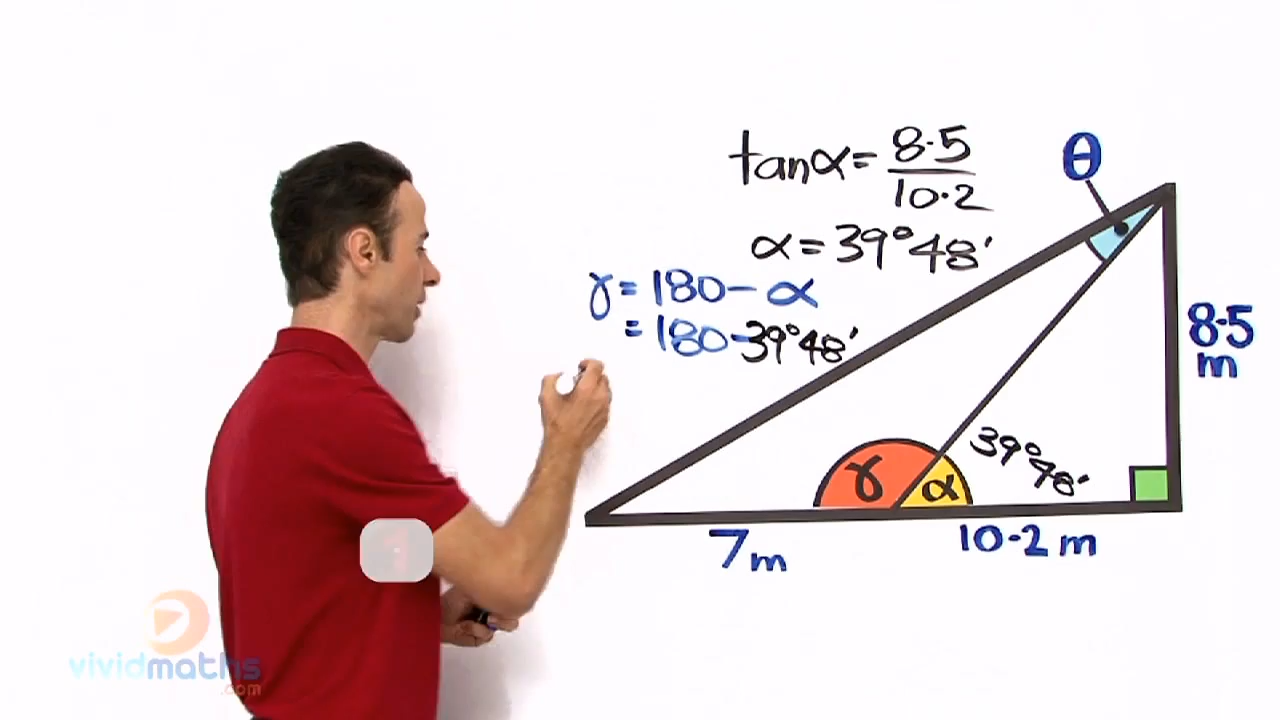 tanα = 8·5
10·2
θ
α = 39°48'
γ = 180 - α
= 180 - 39°48'
8·5
m
39°48'
γ
α
7m
10·2 m
vividmaths
.com